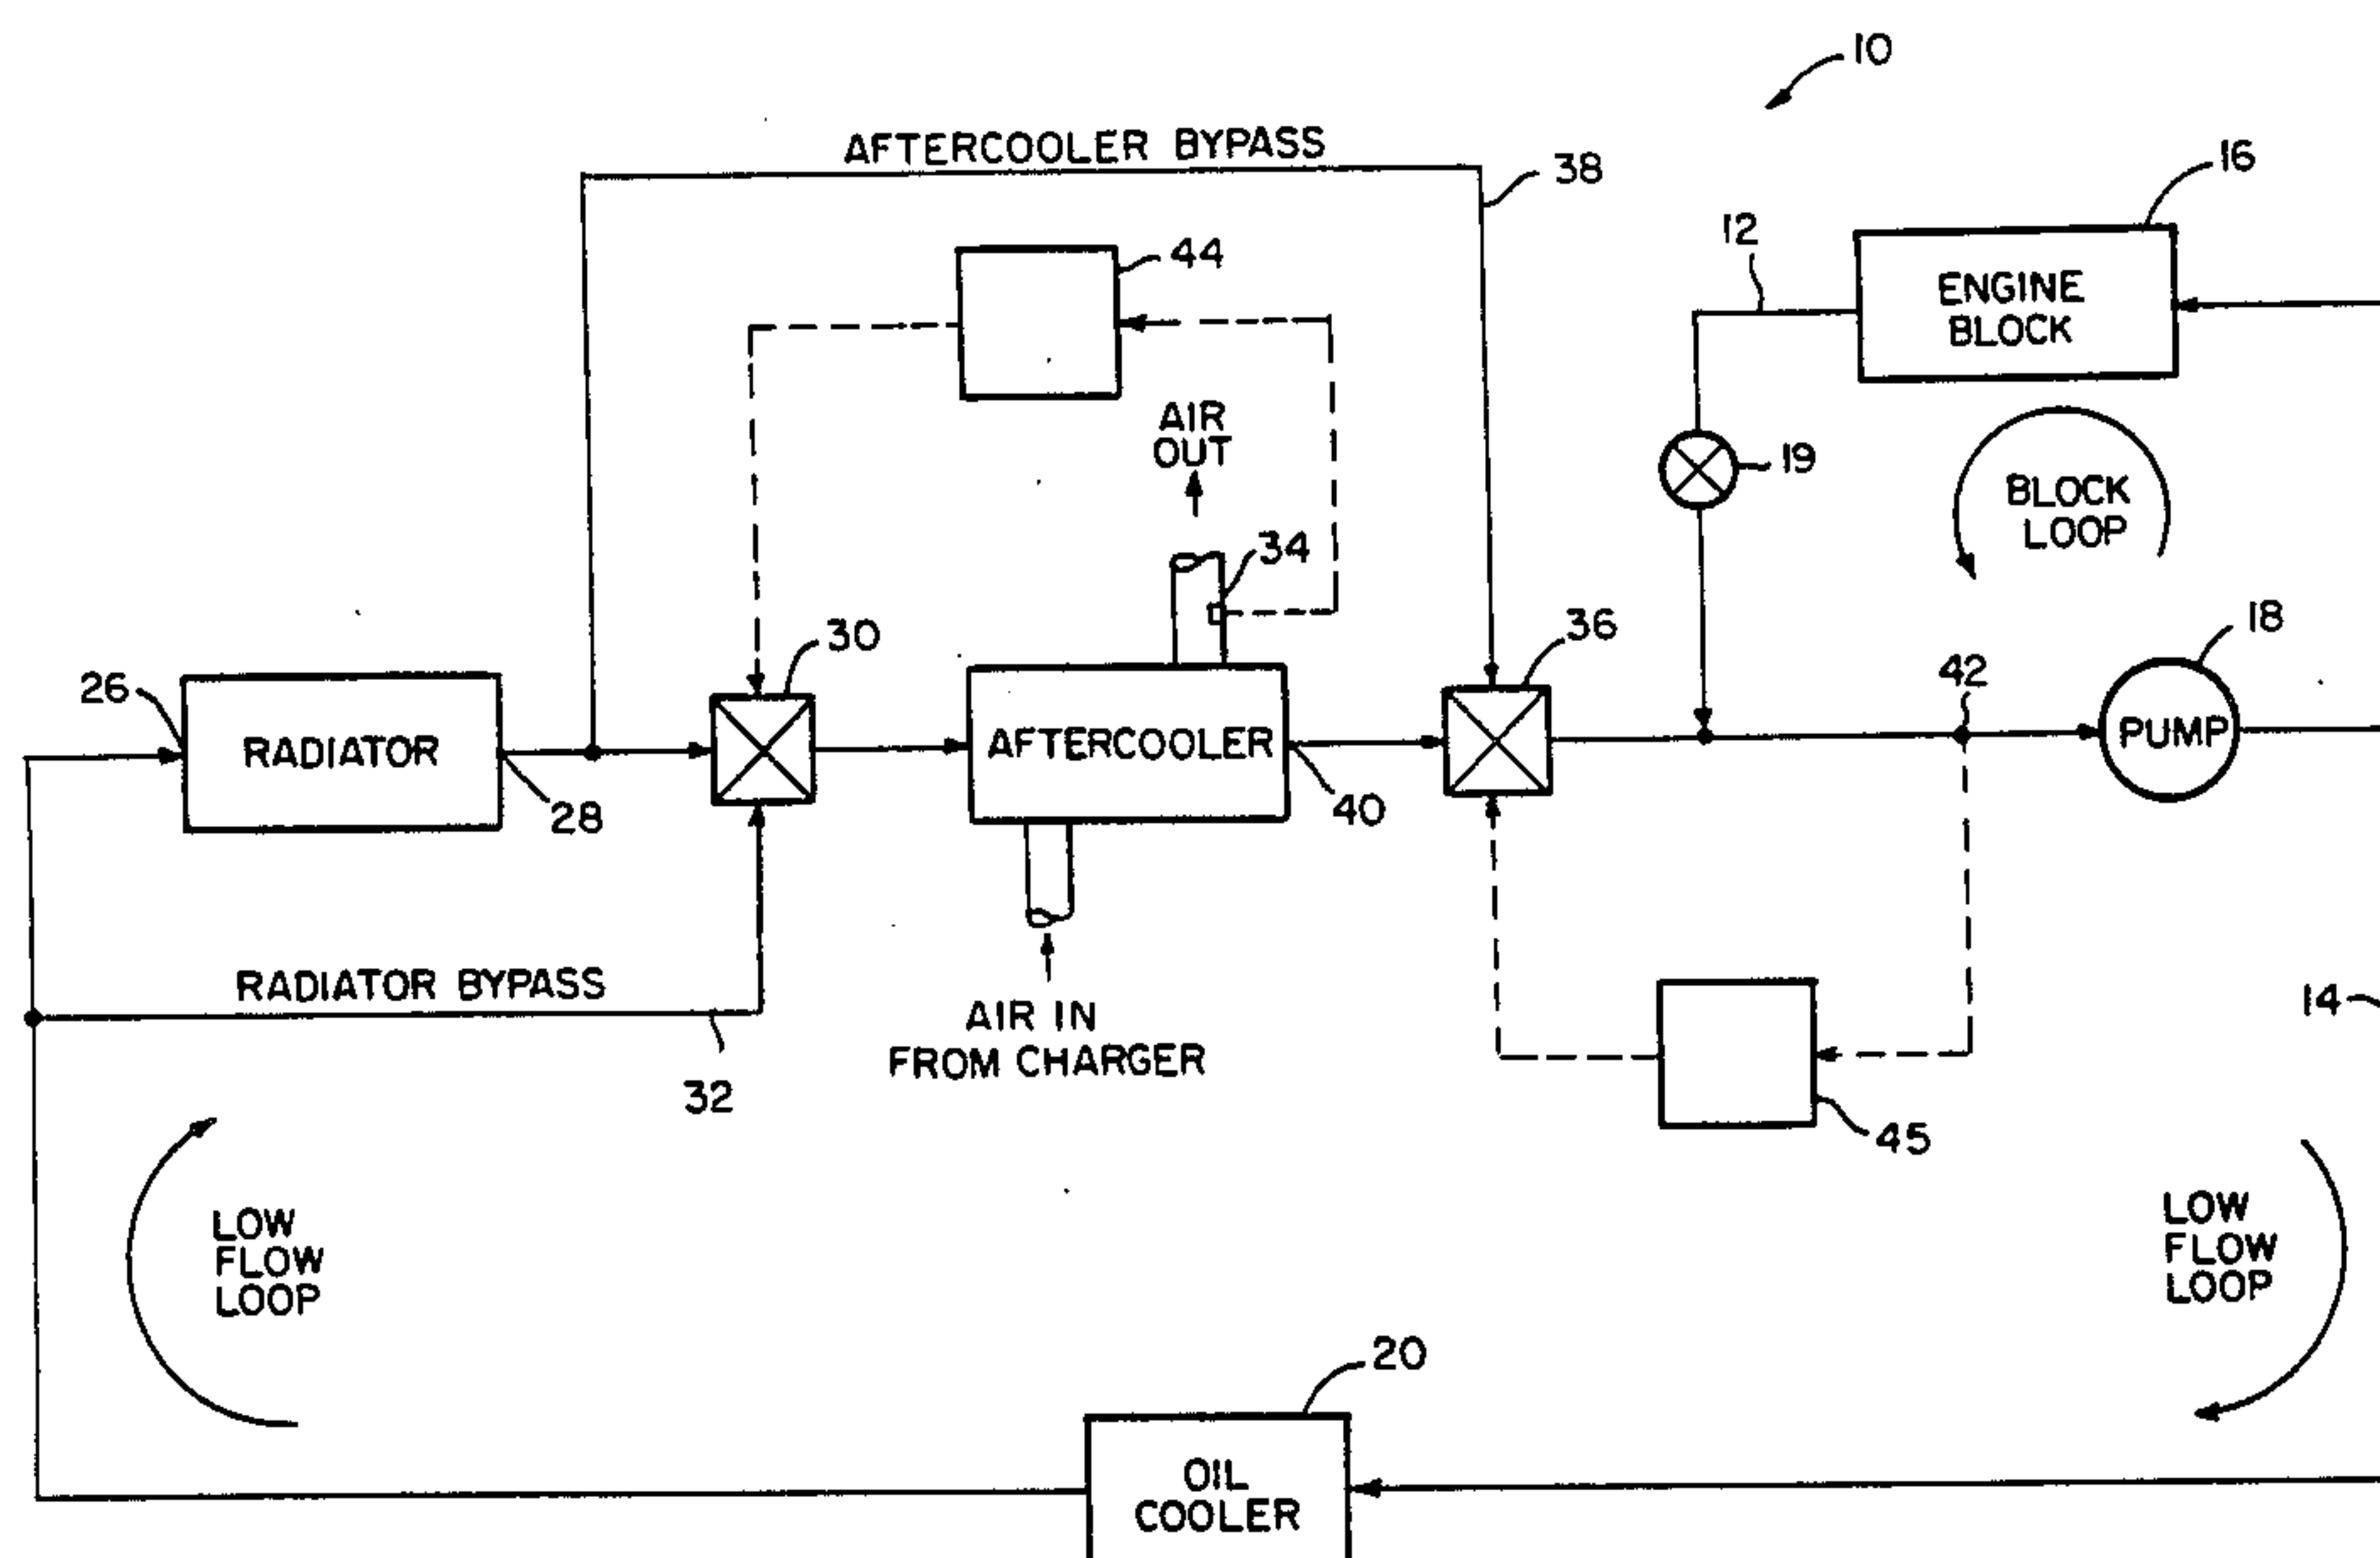 10
AFTERCOOLER BYPASS
38
16
12
44
ENGINE
BLOCK
AIR
OUT
19
BLOCK
LOOP
34
30
36
18
26
42
RADIATOR
AFTERCOOLER
PUMP
28
40
RADIATOR BYPASS
14
AIR IN
FROM CHARGER
32
45
LOW
FLOW
LOOP
LOW
FLOW
LOOP
20
OIL
COOLER